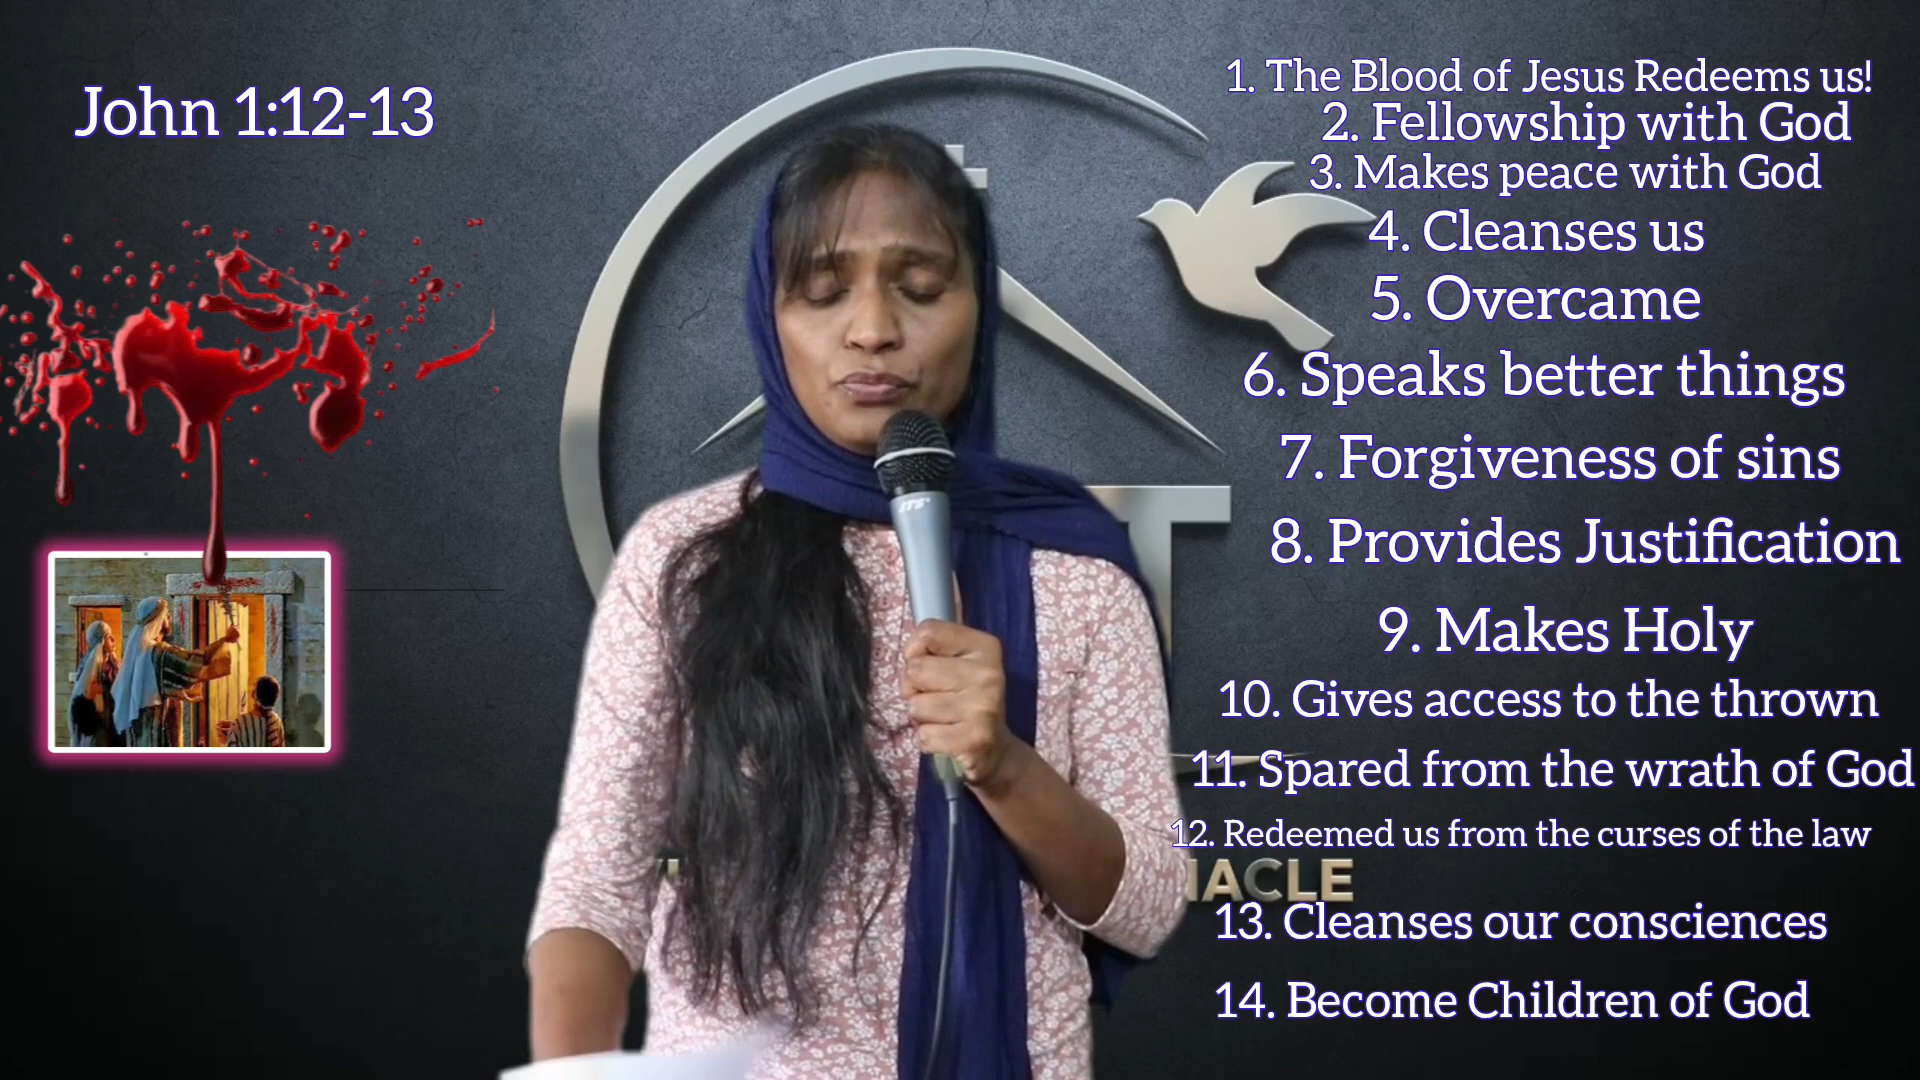 John 1:12-13
1. The Blood of Jesus Redeems us!
2. Fellowship with God
3. Makes peace with God
4. Cleanses us
5. Overcame
6. Speaks better things
7. Forgiveness of sins
8. Provides Justification
9. Makes Holy
10. Gives access to the thrown
11. Spared from the wrath of God
12. Redeemed us from the curses of the law
NACLE
13. Cleanses our consciences
14. Become Children of God
JTS